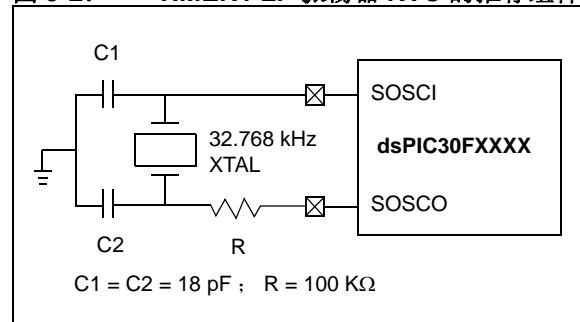 C1
SOSCI
32.768 kHz
XTAL
dsPIC30FXXXX
SOSCO
C2
R
C1 = C2 = 18 pF ； R = 100 KΩ